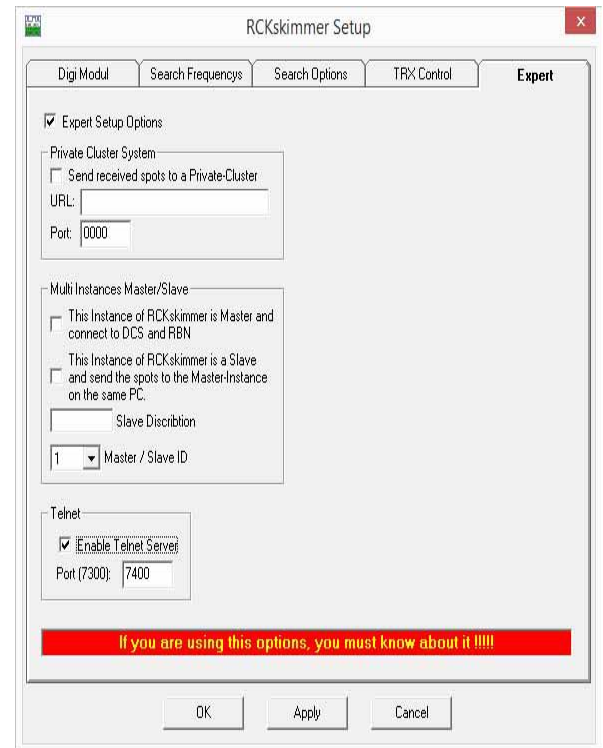 RCKskimmer Setup
x
Digi Modul
Search Frequencys
Search Options
TRX Control
Expert
Expert Setup Options
Private Cluster System
Send received spots to a Private-Cluster
URL:
Port: 0000
Multi Instances Master/Slave
This Instance of RCKskimmer is Master and
connect to DCS and RBN
This Instance of RCKskimmer is a Slave
and send the spots to the Master-Instance
on the same PC.
Slave Discribtion
1 Master / Slave ID
Telnet
Enable Telnet Server
Port (7300): 7400
If you are using this options, you must know about it !!!!!
OK
Apply
Cancel